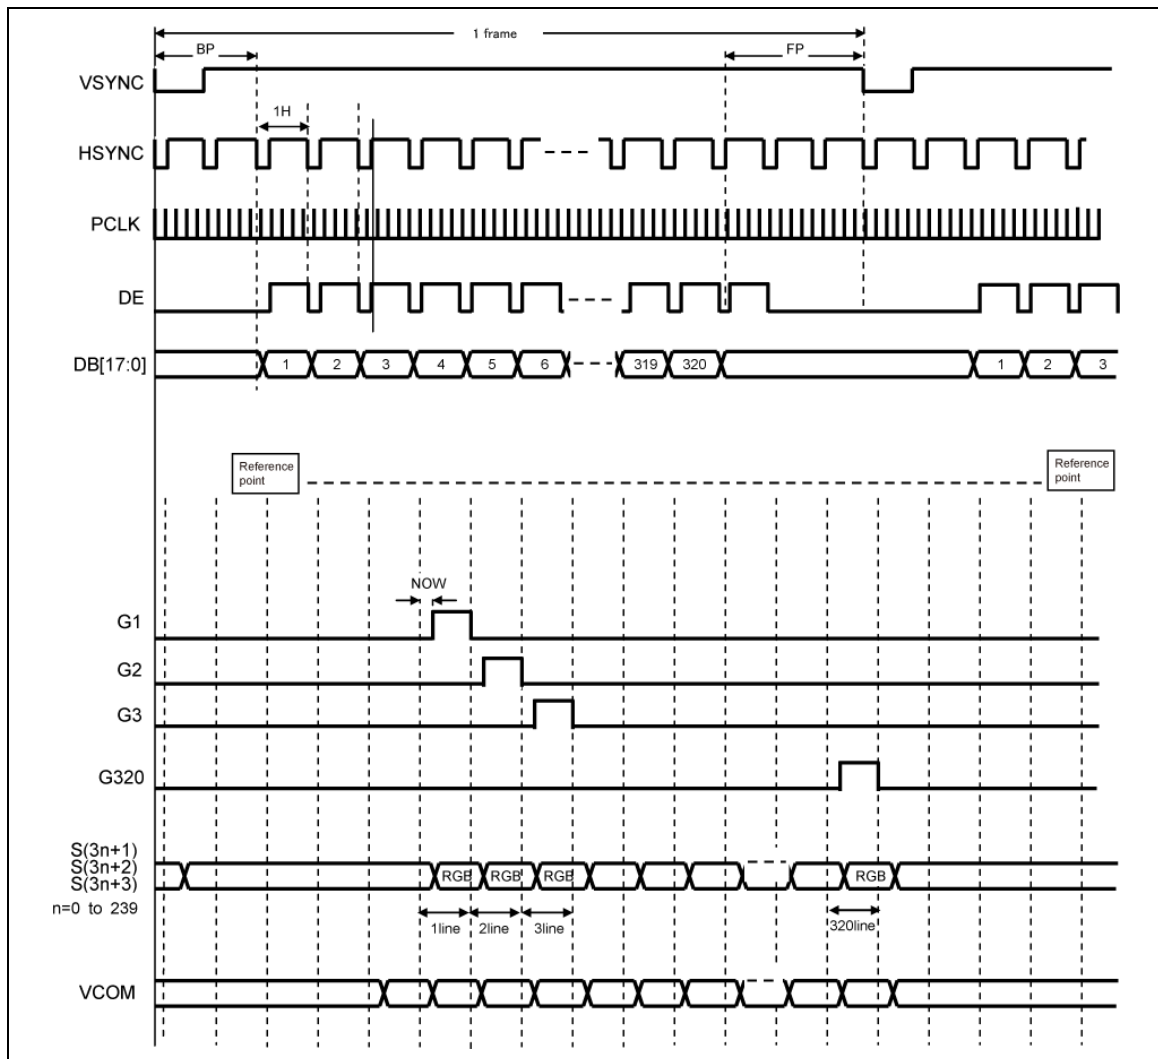 1 frame
BP
FP
VSYNC
1H
HSYNC
PCLK
DE
DB[17:0]
1 2 3 4 5 6 319 320 1 2 3
Reference
point
Reference
point
NOW
G1
G2
G3
G320
S(3n+1)
S(3n+2)
S(3n+3)
n=0 to 239
RGB RGB RGB RGB
1line 2line 3line 320line
VCOM